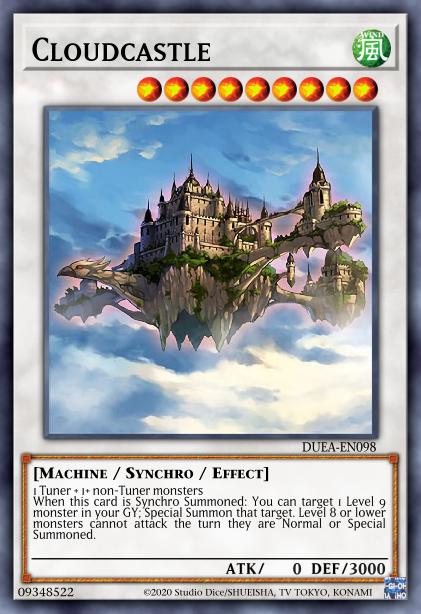 CLOUDCASTLE
WIND
風
DUEA-EN098
[MACHINE / SYNCHRO / EFFECT]
1 Tuner + 1+ non-Tuner monsters
When this card is Synchro Summoned: You can target 1 Level 9
monster in your GY; Special Summon that target. Level 8 or lower
monsters cannot attack the turn they are Normal or Special
Summoned.
ATK/ 0 DEF/3000
09348522 ©2020 Studio Dice/SHUEISHA, TV TOKYO, KONAMI